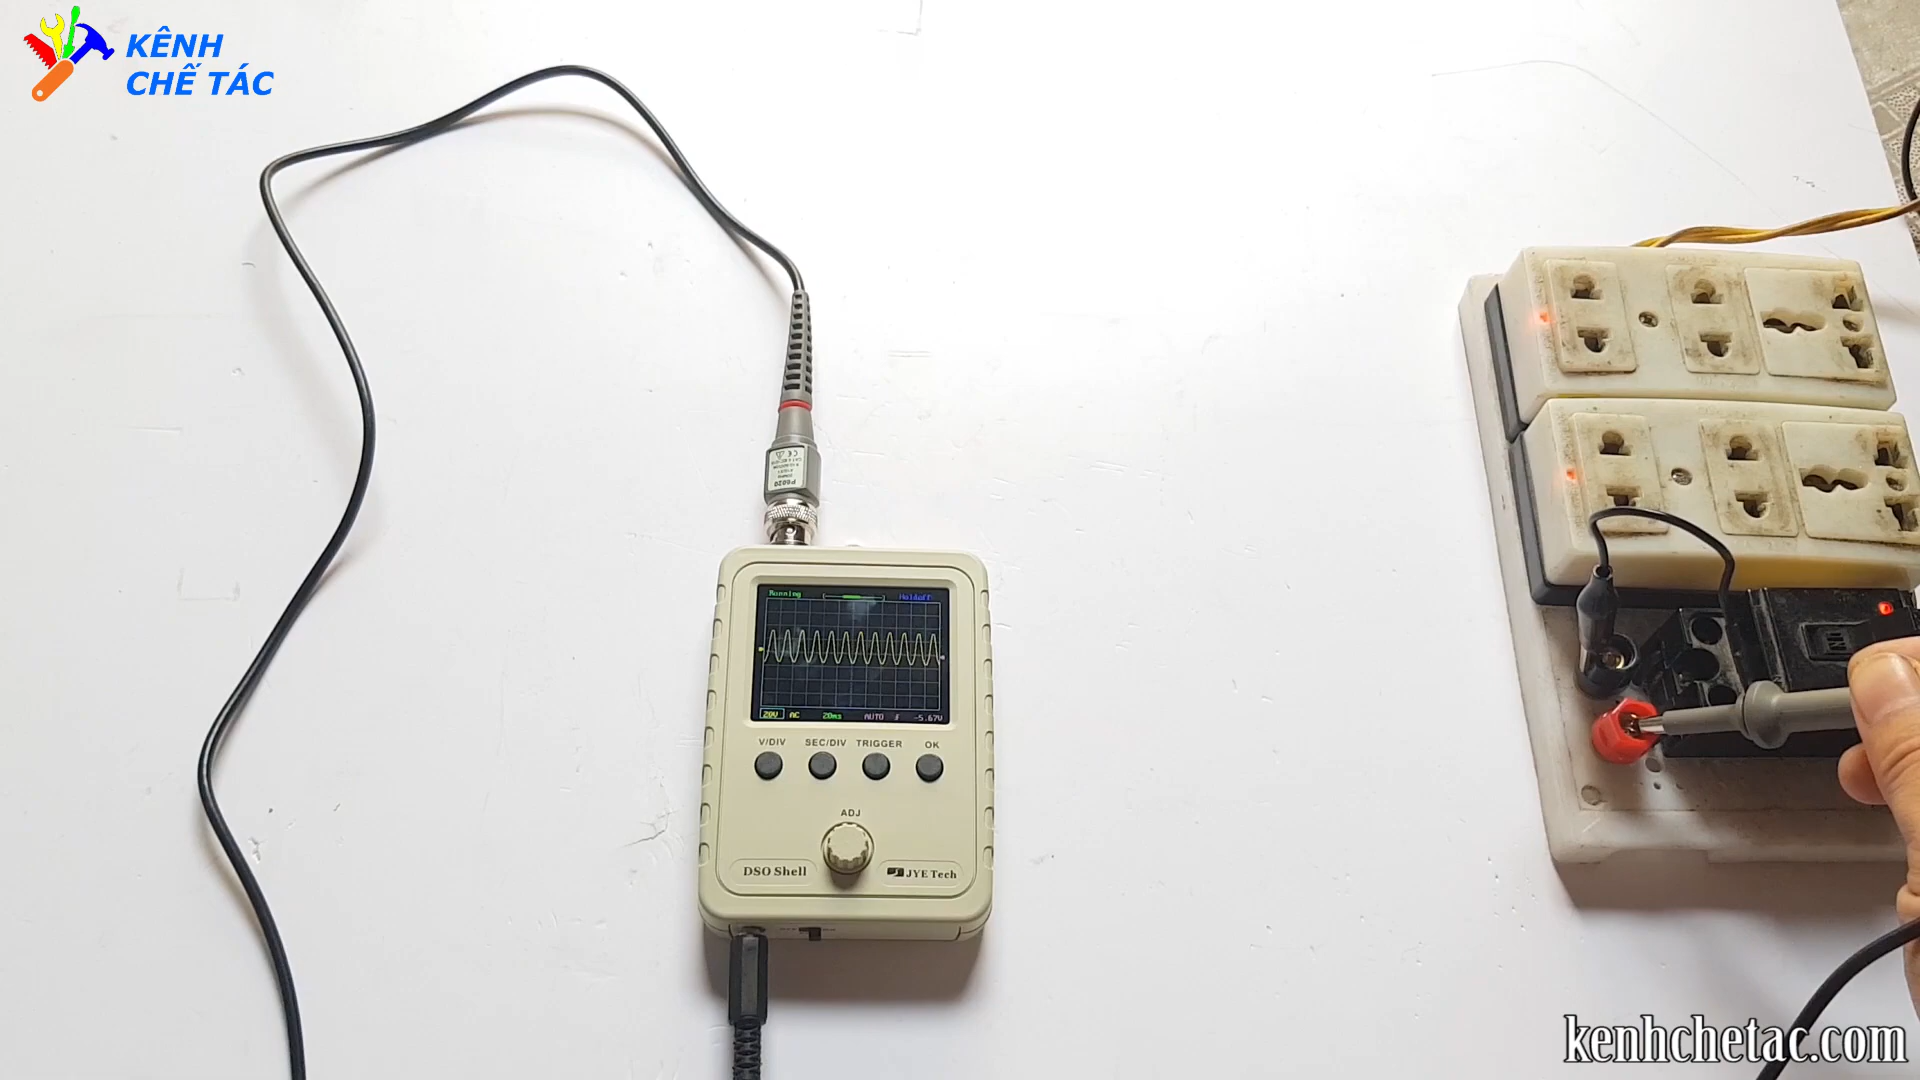 KÊNH
CHẾ TÁC
P6020
Running
Holdoff
20V AC 20ms AUTO -5.67V
V/DIV SEC/DIV TRIGGER OK
ADJ
DSO Shell
JYE Tech
kenhchetac.com